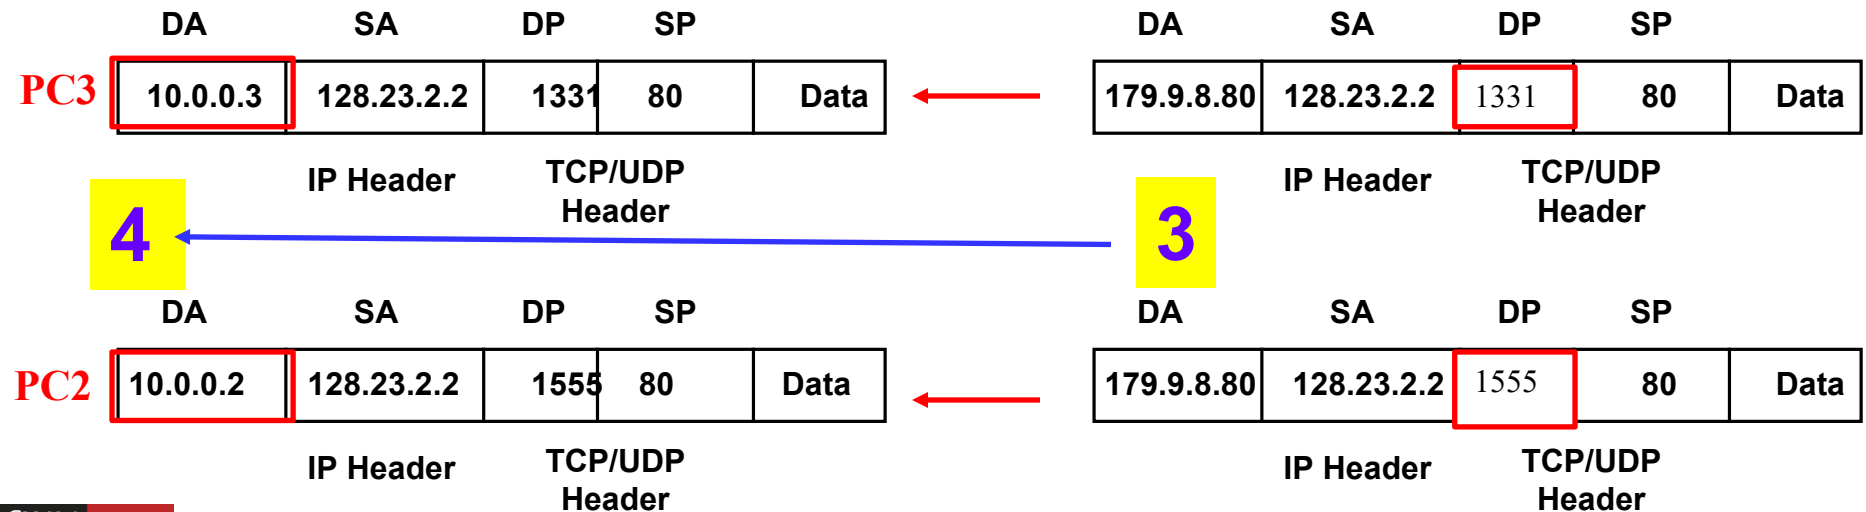 DA SA DP SP DA SA DP SP
PC3 10.0.0.3 128.23.2.2 1331 80 Data 179.9.8.80 128.23.2.2 1331 80 Data
IP Header TCP/UDP Header IP Header TCP/UDP Header
4 3
DA SA DP SP DA SA DP SP
PC2 10.0.0.2 128.23.2.2 1555 80 Data 179.9.8.80 128.23.2.2 1555 80 Data
IP Header TCP/UDP Header IP Header TCP/UDP Header